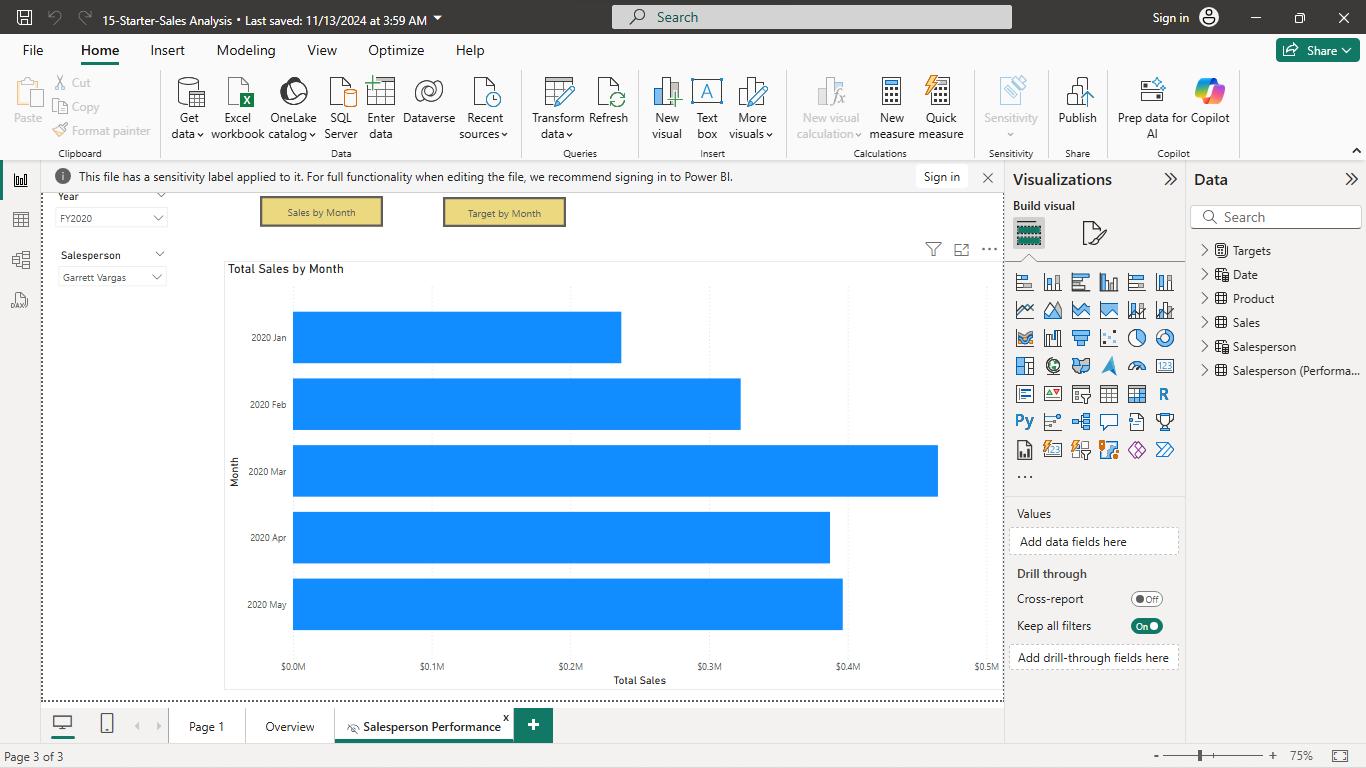 15-Starter-Sales Analysis • Last saved: 11/13/2024 at 3:59 AM
Search
Sign in
File
Home
Insert
Modeling
View
Optimize
Help
Share
Paste
Cut
Copy
Format painter
Clipboard
Get data
Excel workbook
OneLake catalog
SQL Server
Enter data
Dataverse
Recent sources
Data
Transform data
Refresh
Queries
New visual
Text box
More visuals
Insert
New visual calculation
New measure
Quick measure
Calculations
Sensitivity
Sensitivity
Publish
Share
Prep data for AI
Copilot
Copilot
This file has a sensitivity label applied to it. For full functionality when editing the file, we recommend signing in to Power BI.
Sign in
Year
FY2020
Salesperson
Garrett Vargas
Sales by Month
Target by Month
Total Sales by Month
Month
2020 Jan
2020 Feb
2020 Mar
2020 Apr
2020 May
$0.0M
$0.1M
$0.2M
$0.3M
$0.4M
$0.5M
Total Sales
Visualizations
Build visual
123
R
Py
123
Values
Add data fields here
Drill through
Cross-report
Off
Keep all filters
On
Add drill-through fields here
Data
Search
Targets
Date
Product
Sales
Salesperson
Salesperson (Performa...
DAX
Page 1
Overview
Salesperson Performance
x
+
Page 3 of 3
-
+
75%